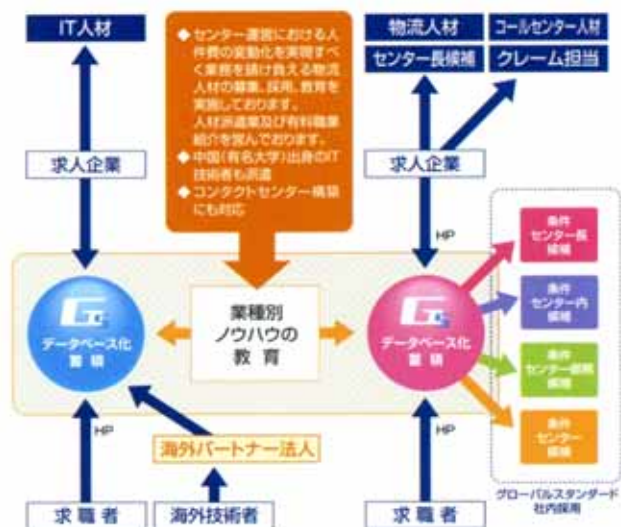 IT人材
◆センター運営における人
件費の変動化を実現すべ
く業務を請け負える物流
人材の募集、採用、教育を
実施しております。
人材派遣業及び有料職業
紹介を営んでおります。
◆中国(有名大学)出身のIT
技術者も派遣
◆コンタクトセンター構築
にも対応
物流人材
コールセンター人材
センター長候補
クレーム担当
求人企業
求人企業
HP
データベース化
蓄積
業種別
ノウハウの
教育
データベース化
蓄積
条件
センター長
候補
条件
センター内
候補
条件
センター
候補
条件
センター
候補
HP
海外パートナー法人
HP
求職者
海外技術者
求職者
グローバルスタンダード
社内採用